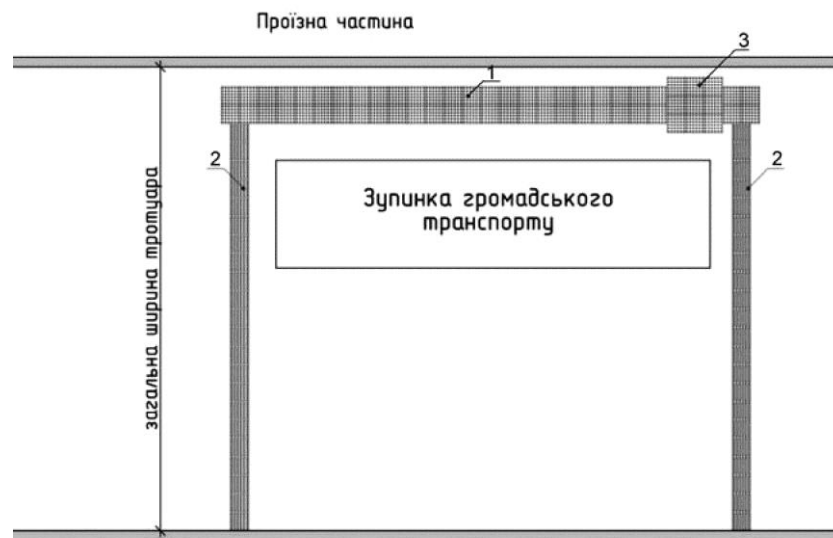 Проїзна частина
3
1
2
2
Зупинка громадського
транспорту
загальна ширина тротуара